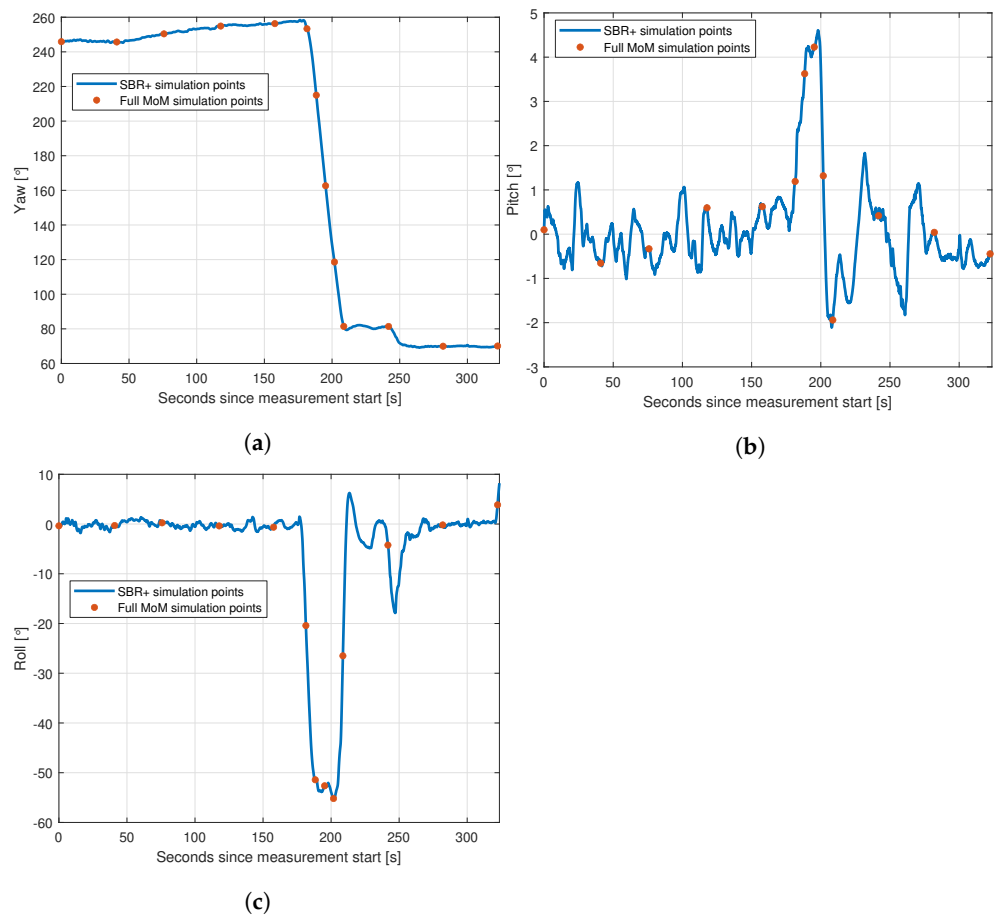 260
240
220
200
180
160
140
120
100
80
60
Yaw [°]
SBR+ simulation points
Full MoM simulation points
0 50 100 150 200 250 300
Seconds since measurement start [s]
(a)
5
4
3
2
1
0
-1
-2
-3
Pitch [°]
SBR+ simulation points
Full MoM simulation points
0 50 100 150 200 250 300
Seconds since measurement start [s]
(b)
10
0
-10
-20
-30
-40
-50
-60
Roll [°]
SBR+ simulation points
Full MoM simulation points
0 50 100 150 200 250 300
Seconds since measurement start [s]
(c)